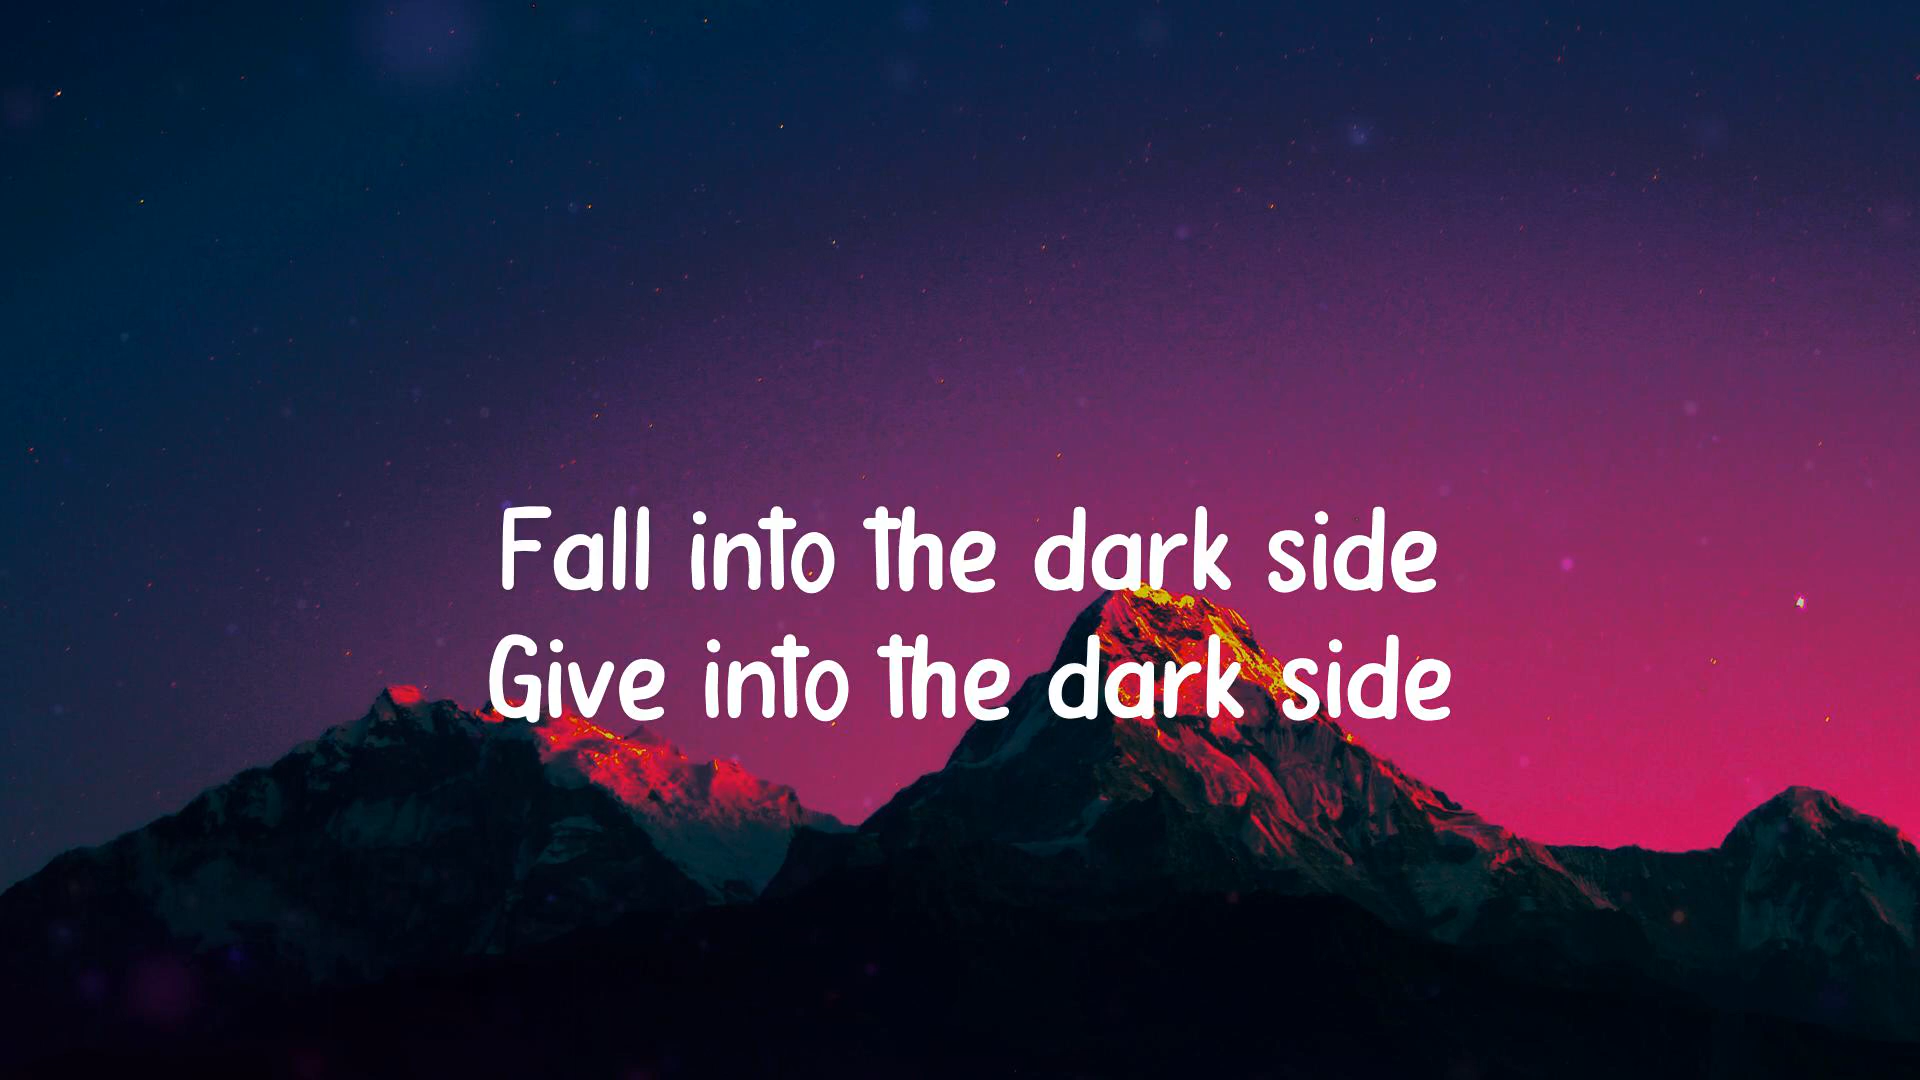 Fall into the dark side
Give into the dark side